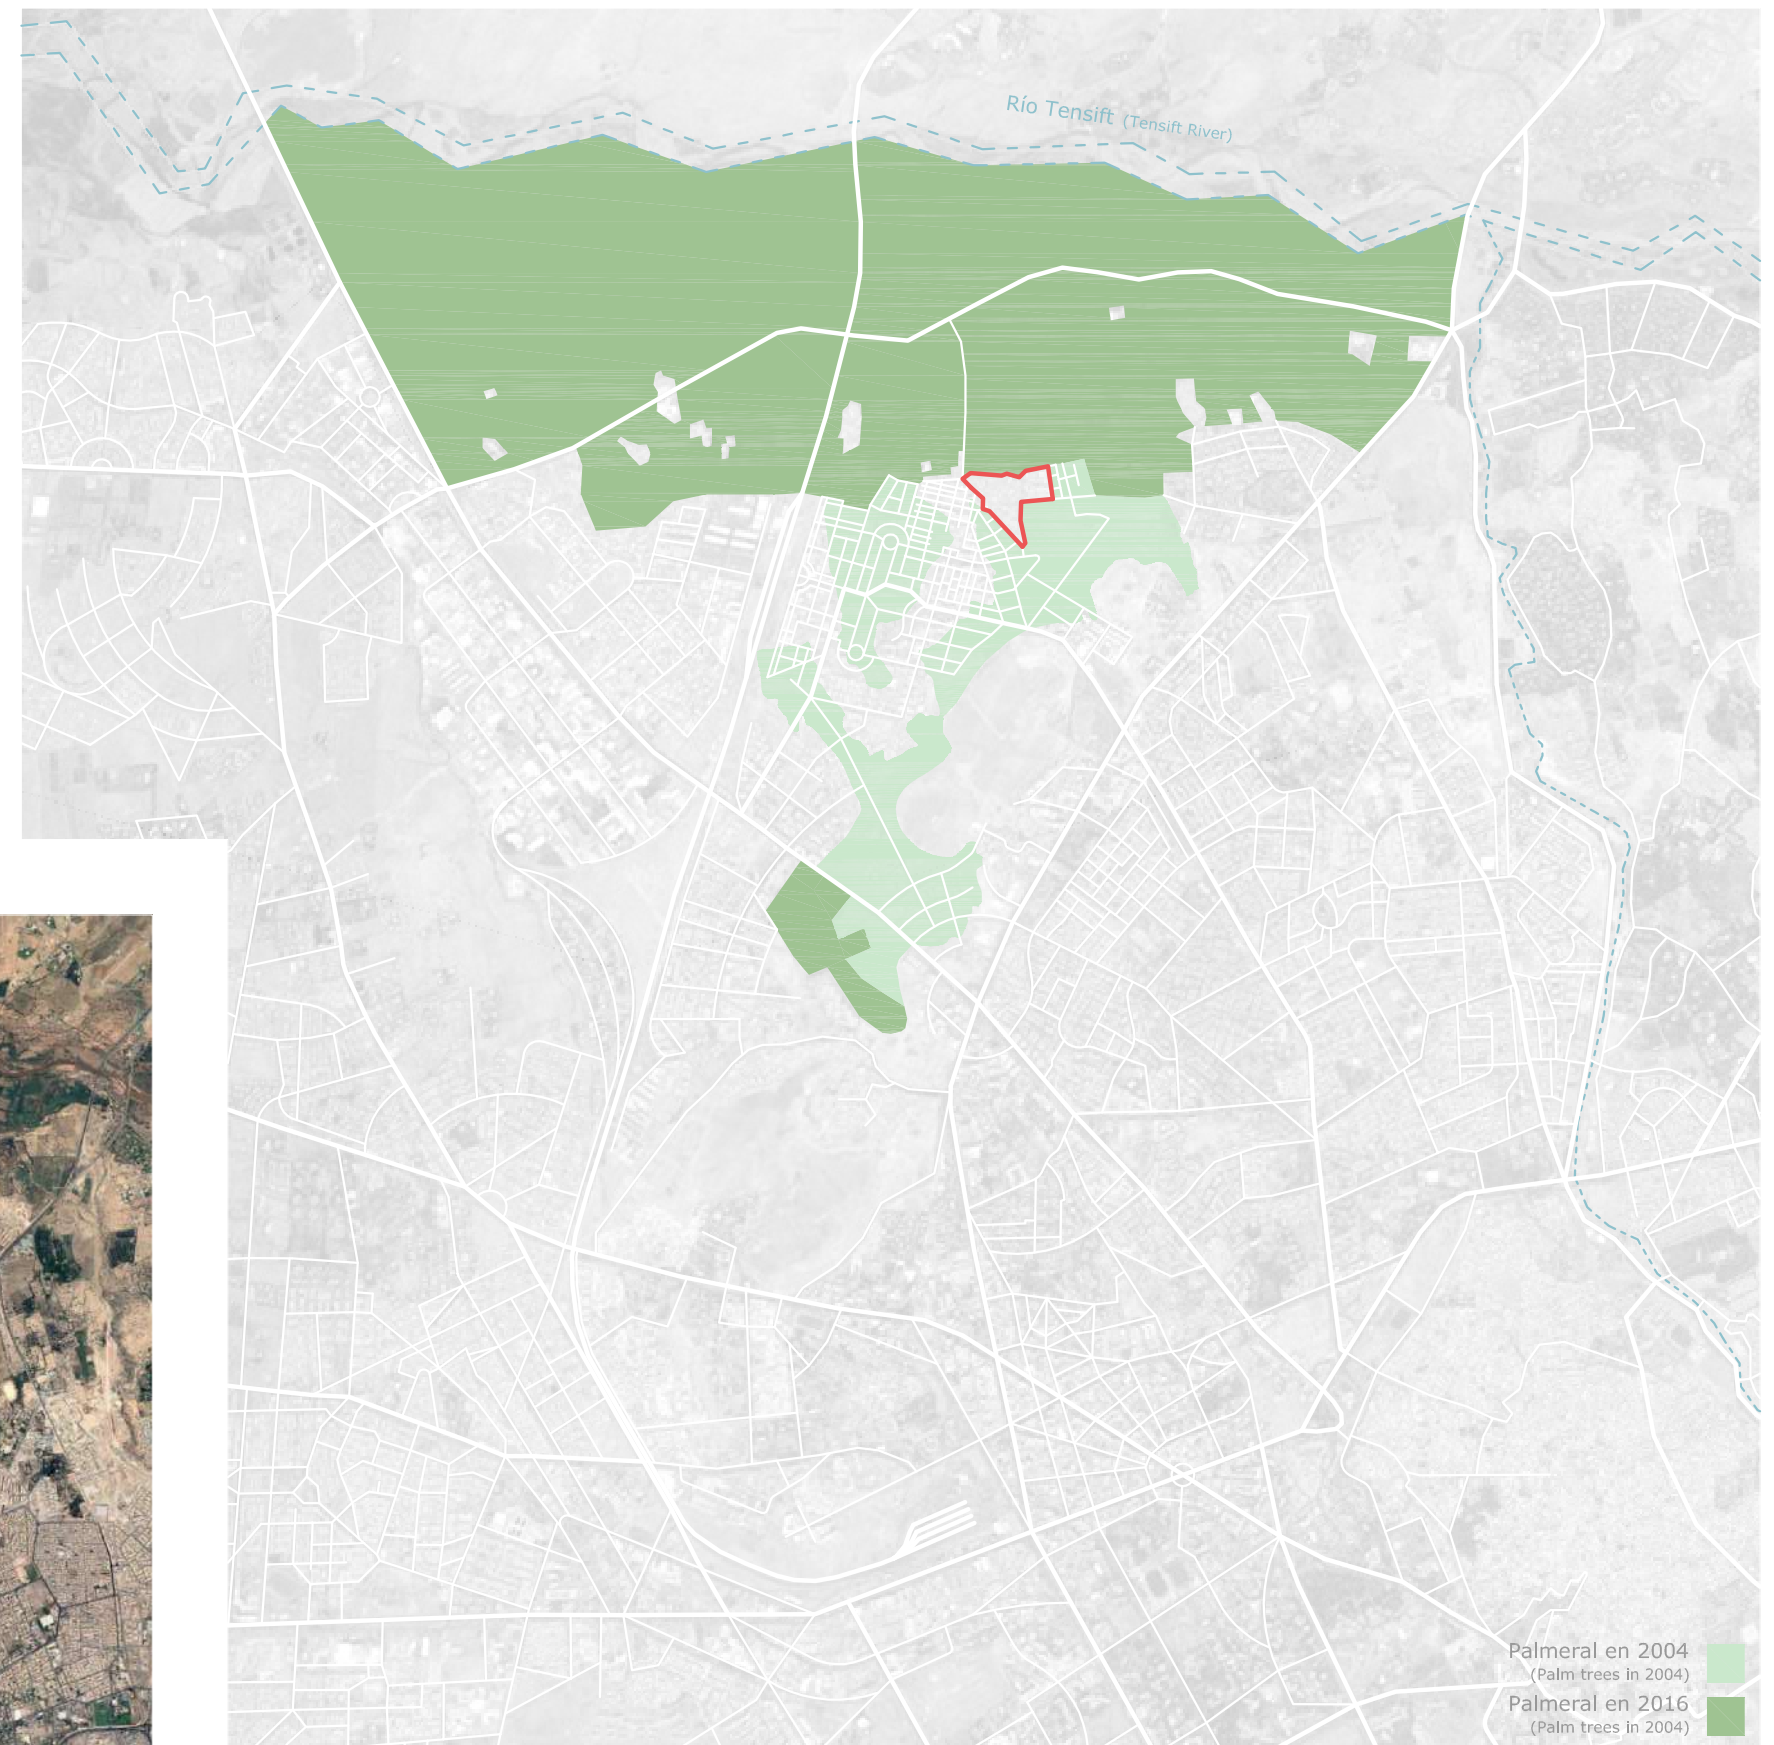 Río Tensift (Tensift River)
Palmeral en 2004
(Palm trees in 2004)
Palmeral en 2016
(Palm trees in 2004)